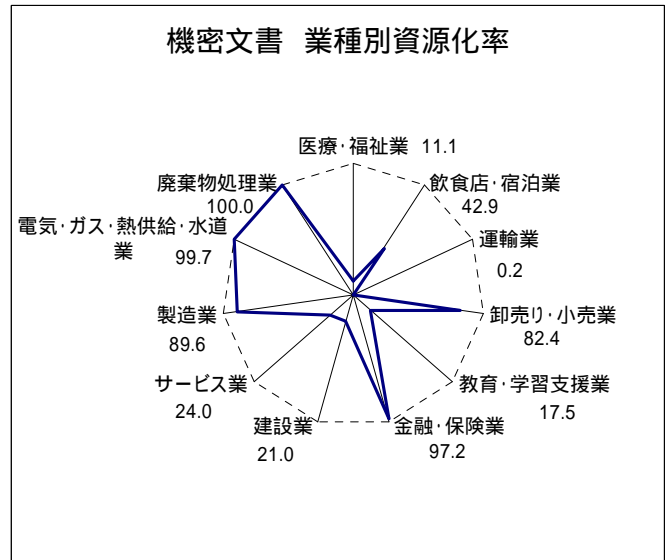 機密文書 業種別資源化率
医療・福祉業 11.1
飲食店・宿泊業
42.9
運輸業
0.2
卸売り・小売業
82.4
教育・学習支援業
17.5
金融・保険業
97.2
建設業
21.0
サービス業
24.0
製造業
89.6
電気・ガス・熱供給・水道
業
99.7
廃棄物処理業
100.0